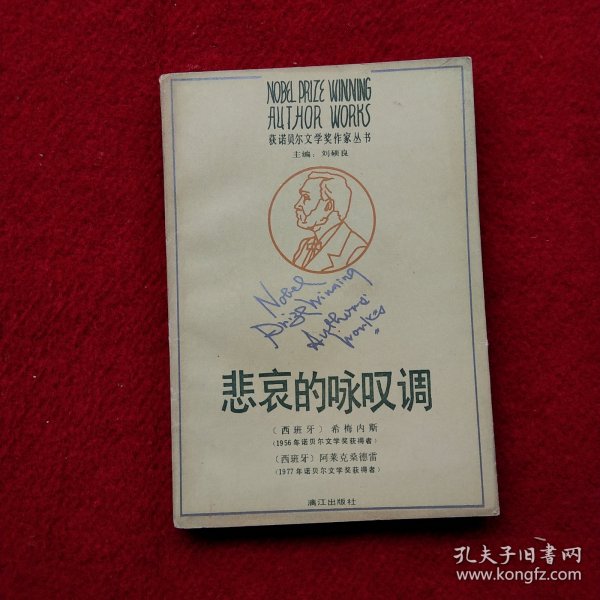 NOBEL PRIZE WINNING
AUTHOR WORKS
获诺贝尔文学奖作家丛书
主编：刘硕良
Nobel
Prize Winning
Author's
works
悲哀的咏叹调
〔西班牙〕希梅内斯
（1956年诺贝尔文学奖获得者）
〔西班牙〕阿莱克桑德雷
（1977年诺贝尔文学奖获得者）
漓江出版社
孔夫子旧书网
www.kongfz.com